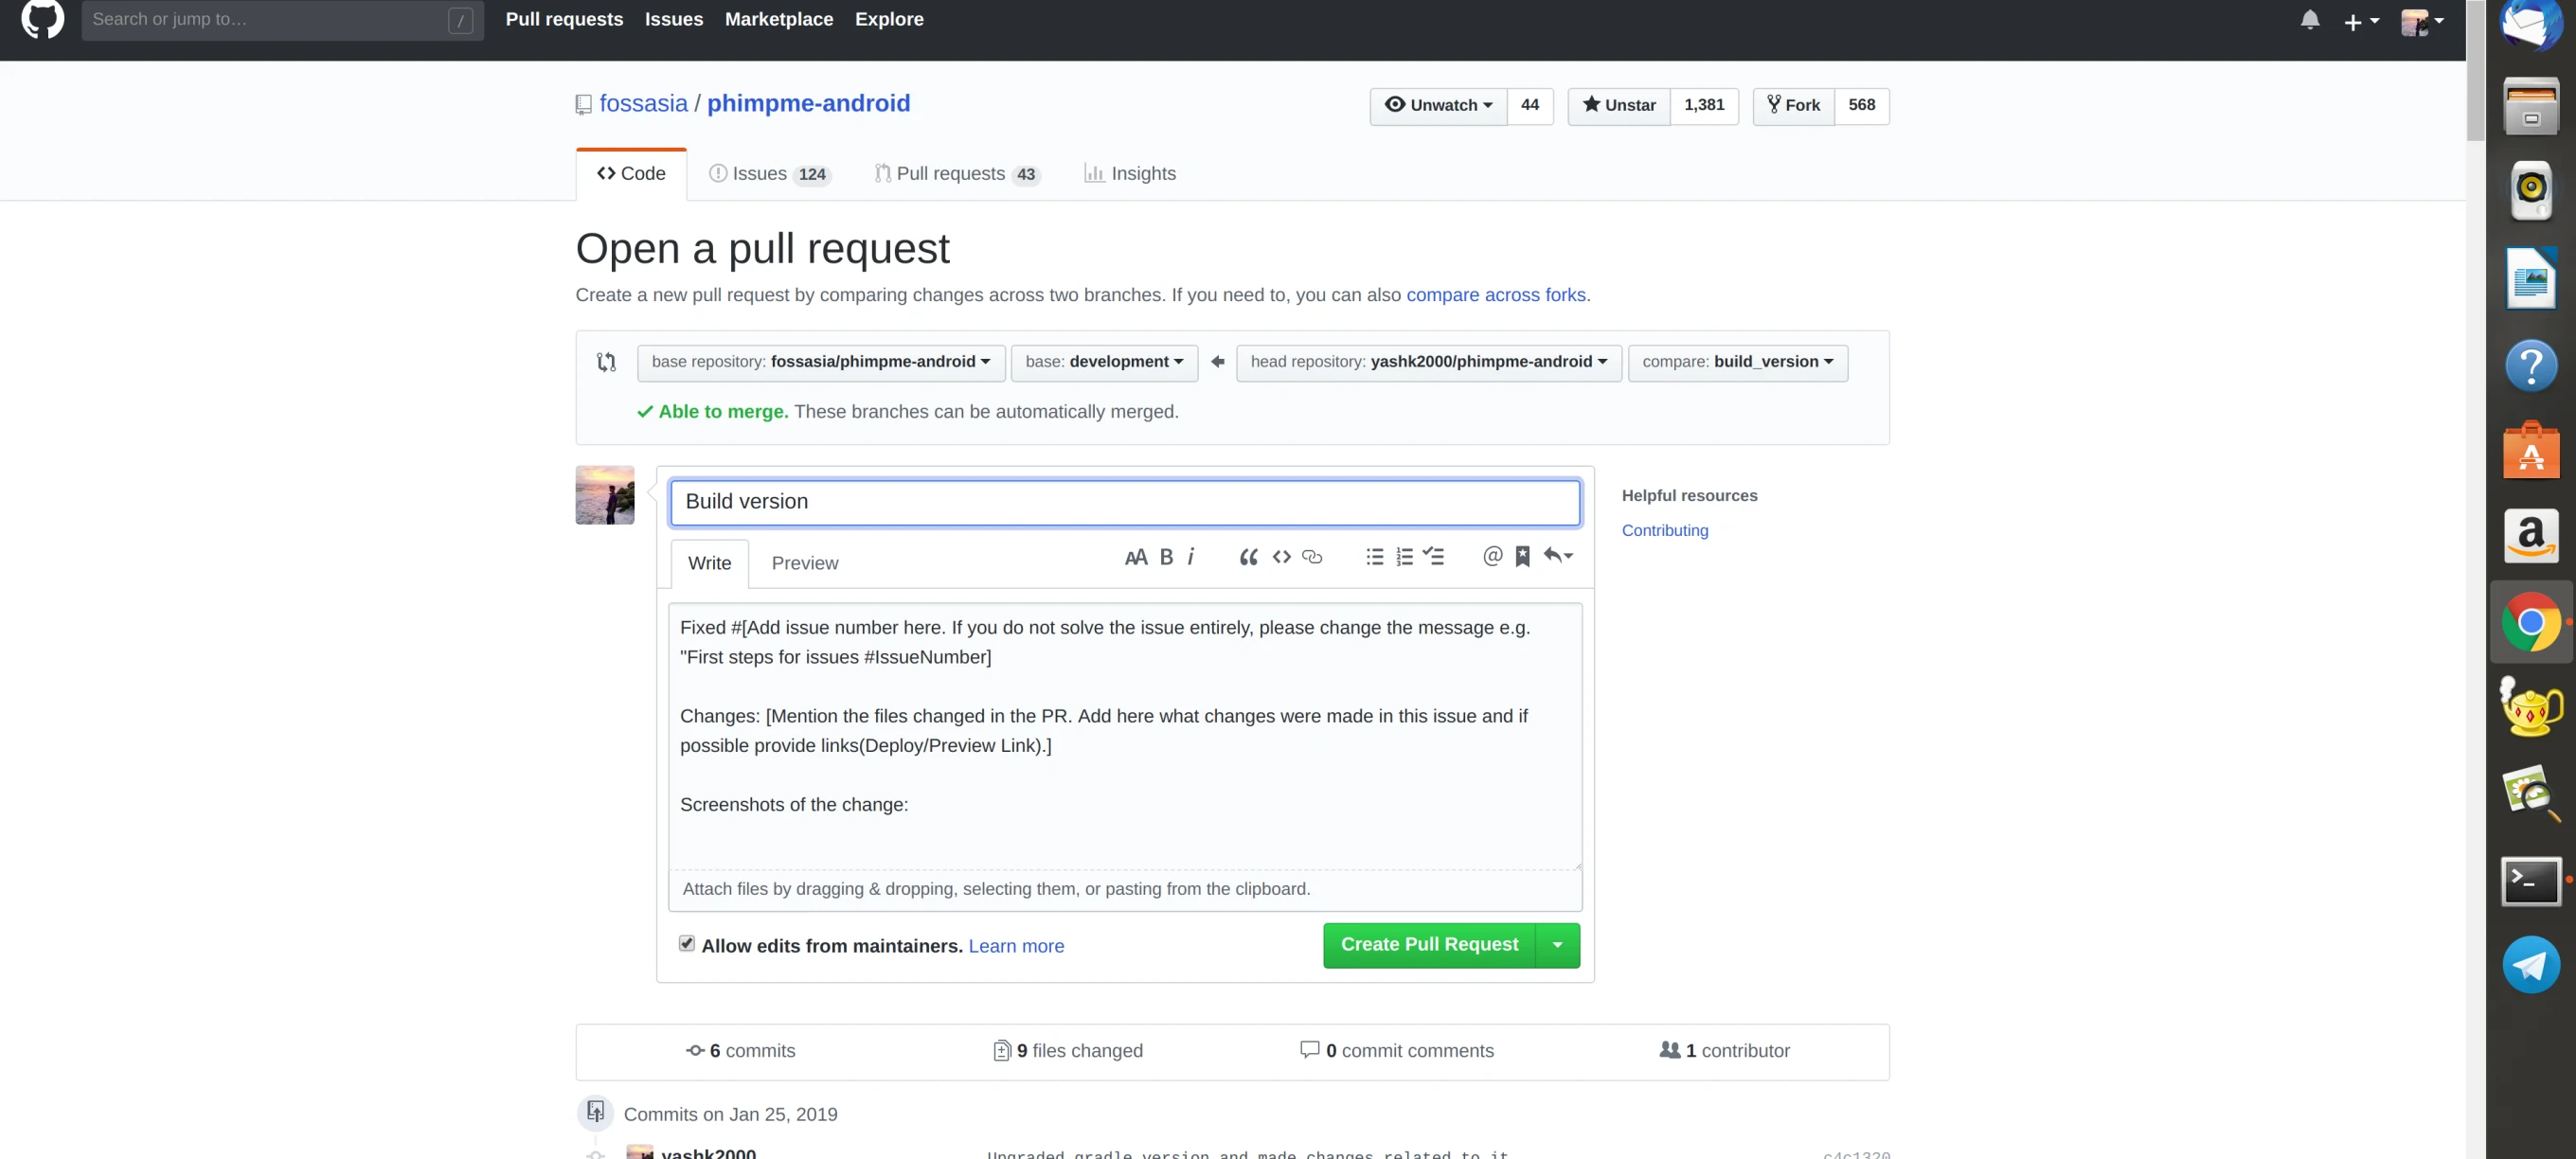 Search or jump to… /
Pull requests Issues Marketplace Explore
fossasia / phimpme-android
Unwatch 44 Unstar 1,381 Fork 568
Code Issues 124 Pull requests 43 Insights
Open a pull request
Create a new pull request by comparing changes across two branches. If you need to, you can also compare across forks.
base repository: fossasia/phimpme-android base: development head repository: yashk2000/phimpme-android compare: build_version
Able to merge. These branches can be automatically merged.
Build version
Helpful resources
Contributing
Write Preview
AA B i “ <> @
Fixed #[Add issue number here. If you do not solve the issue entirely, please change the message e.g.
"First steps for issues #IssueNumber]
Changes: [Mention the files changed in the PR. Add here what changes were made in this issue and if
possible provide links(Deploy/Preview Link).]
Screenshots of the change:
Attach files by dragging & dropping, selecting them, or pasting from the clipboard.
Allow edits from maintainers. Learn more
Create Pull Request
6 commits 9 files changed 0 commit comments 1 contributor
Commits on Jan 25, 2019
yashk2000 Upgraded gradle version and made changes related to it c4c1320